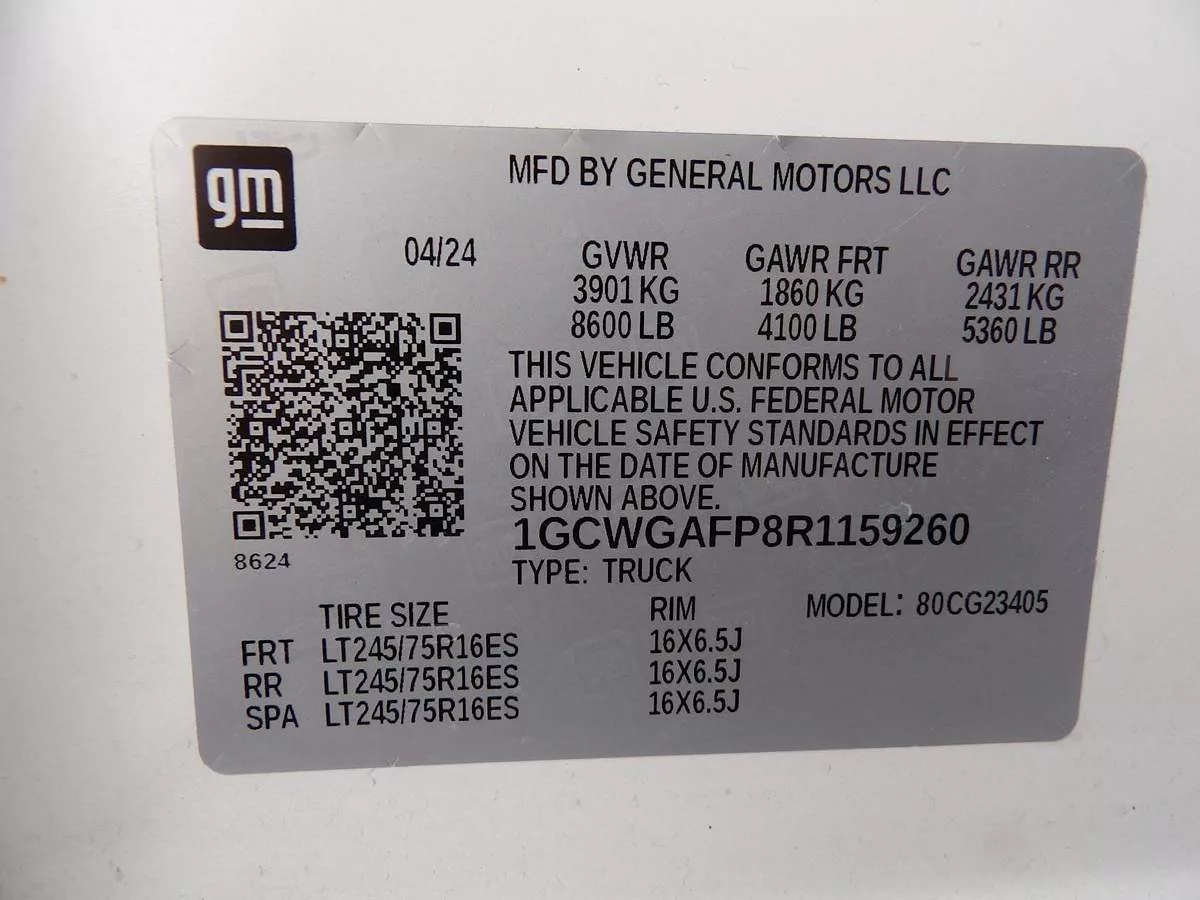 gm
MFD BY GENERAL MOTORS LLC
04/24 GVWR GAWR FRT GAWR RR
3901 KG 1860 KG 2431 KG
8600 LB 4100 LB 5360 LB
THIS VEHICLE CONFORMS TO ALL
APPLICABLE U.S. FEDERAL MOTOR
VEHICLE SAFETY STANDARDS IN EFFECT
ON THE DATE OF MANUFACTURE
SHOWN ABOVE.
1GCWGAFP8R1159260
8624
TYPE: TRUCK
TIRE SIZE RIM MODEL: 80CG23405
FRT LT245/75R16ES 16X6.5J
RR LT245/75R16ES 16X6.5J
SPA LT245/75R16ES 16X6.5J